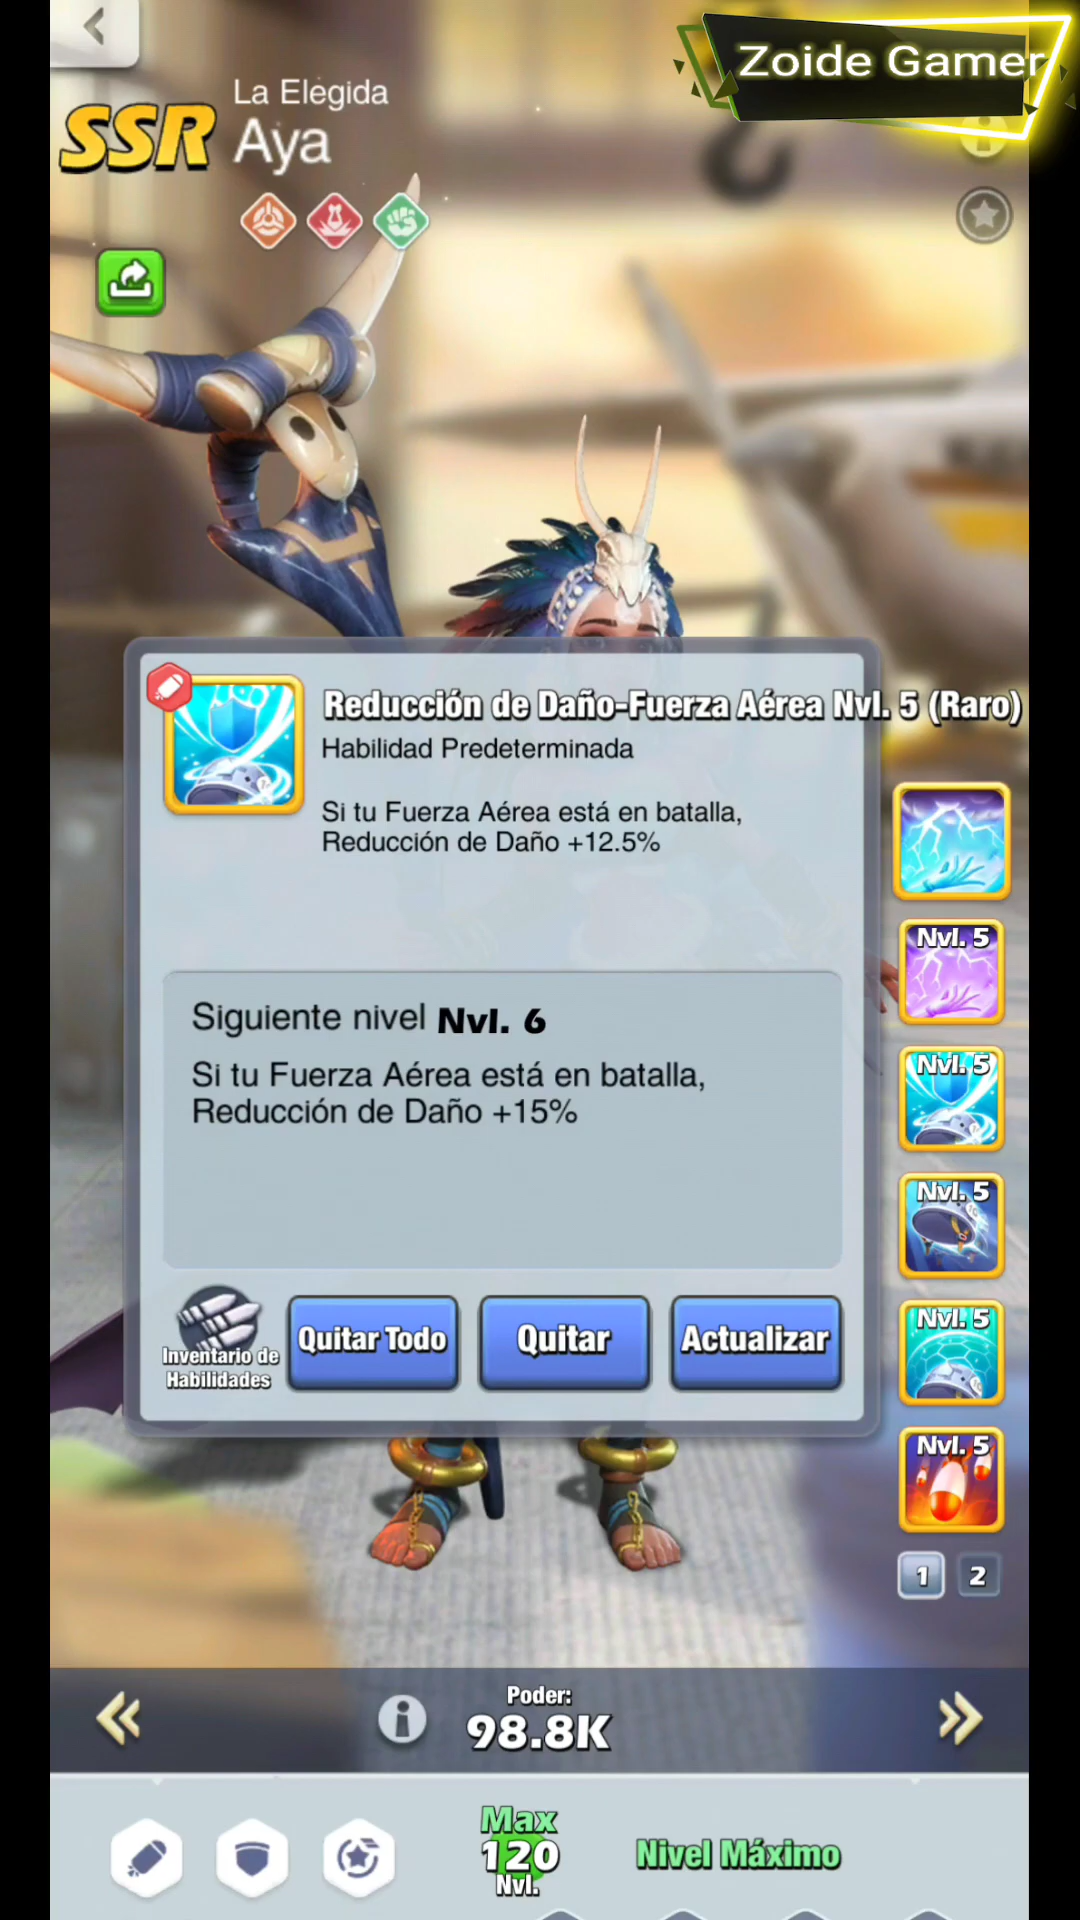 Zoide Gamer
La Elegida
SSR Aya
Reducción de Daño-Fuerza Aérea Nvl. 5 (Raro)
Habilidad Predeterminada
Si tu Fuerza Aérea está en batalla,
Reducción de Daño +12.5%
Nvl. 5
Siguiente nivel Nvl. 6
Si tu Fuerza Aérea está en batalla,
Reducción de Daño +15%
Nvl. 5
Nvl. 5
Nvl. 5
Nvl. 5
Inventario de
Habilidades
Quitar Todo
Quitar
Actualizar
1 2
Poder:
98.8K
Max
120
Nvl.
Nivel Máximo